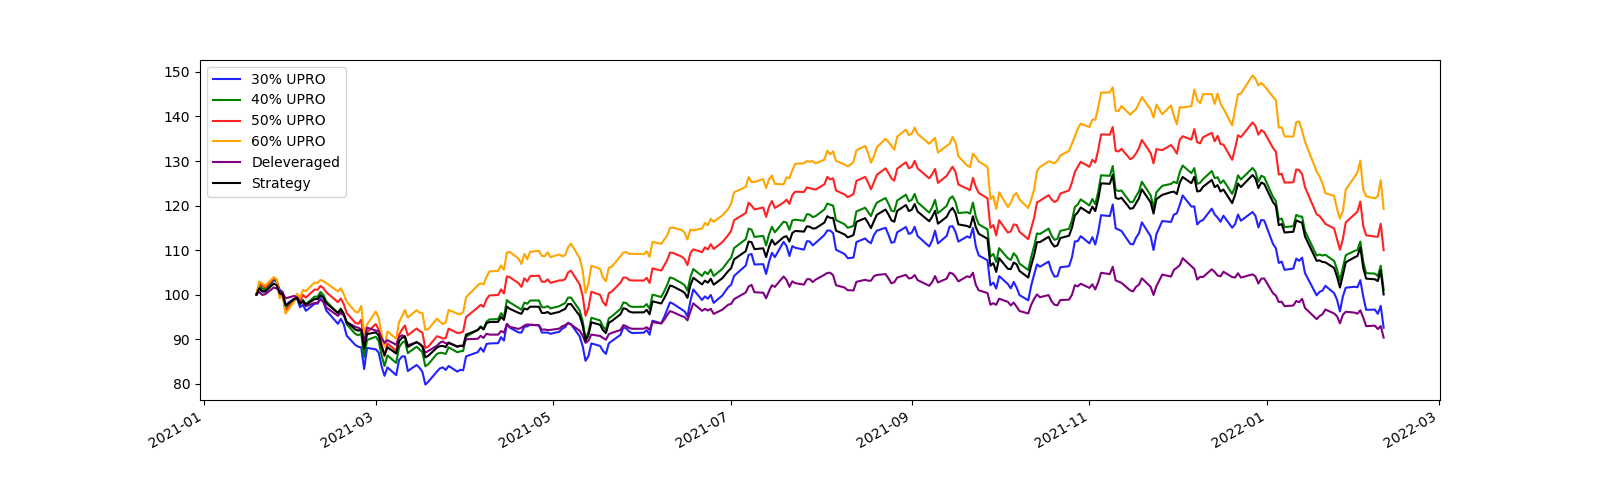 150
140
130
120
110
100
90
80
30% UPRO
40% UPRO
50% UPRO
60% UPRO
Deleveraged
Strategy
2021-01
2021-03
2021-05
2021-07
2021-09
2021-11
2022-01
2022-03